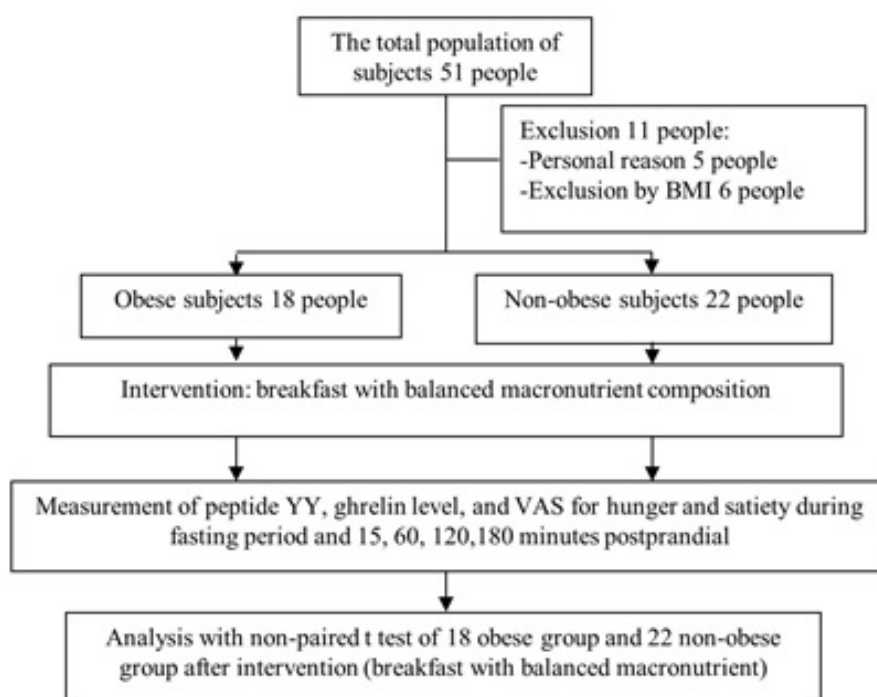 The total population of
subjects 51 people
Exclusion 11 people:
-Personal reason 5 people
-Exclusion by BMI 6 people
Obese subjects 18 people
Non-obese subjects 22 people
Intervention: breakfast with balanced macronutrient composition
Measurement of peptide YY, ghrelin level, and VAS for hunger and satiety during
fasting period and 15, 60, 120,180 minutes postprandial
Analysis with non-paired t test of 18 obese group and 22 non-obese
group after intervention (breakfast with balanced macronutrient)